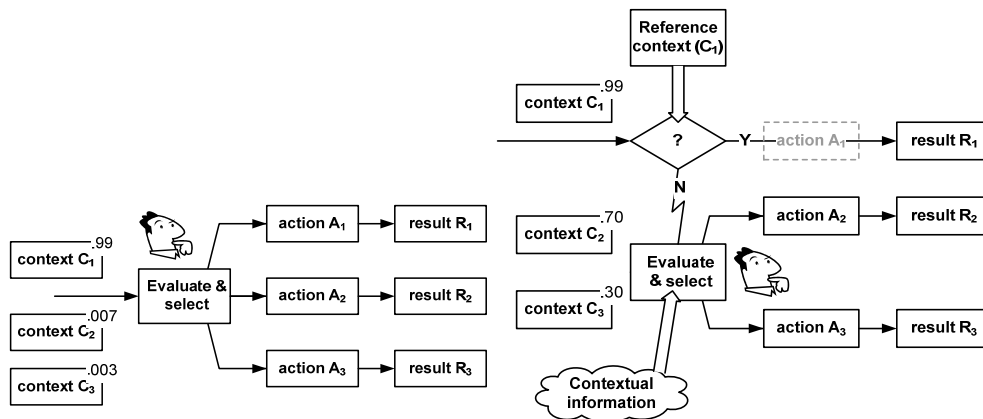 .99
context C₁
.007
context C₂
.003
context C₃
Evaluate &
select
action A₁
result R₁
action A₂
result R₂
action A₃
result R₃
Reference
context (C₁)
.99
context C₁
?
Y
action A₁
result R₁
N
.70
context C₂
.30
context C₃
Evaluate
& select
action A₂
result R₂
action A₃
result R₃
Contextual
information